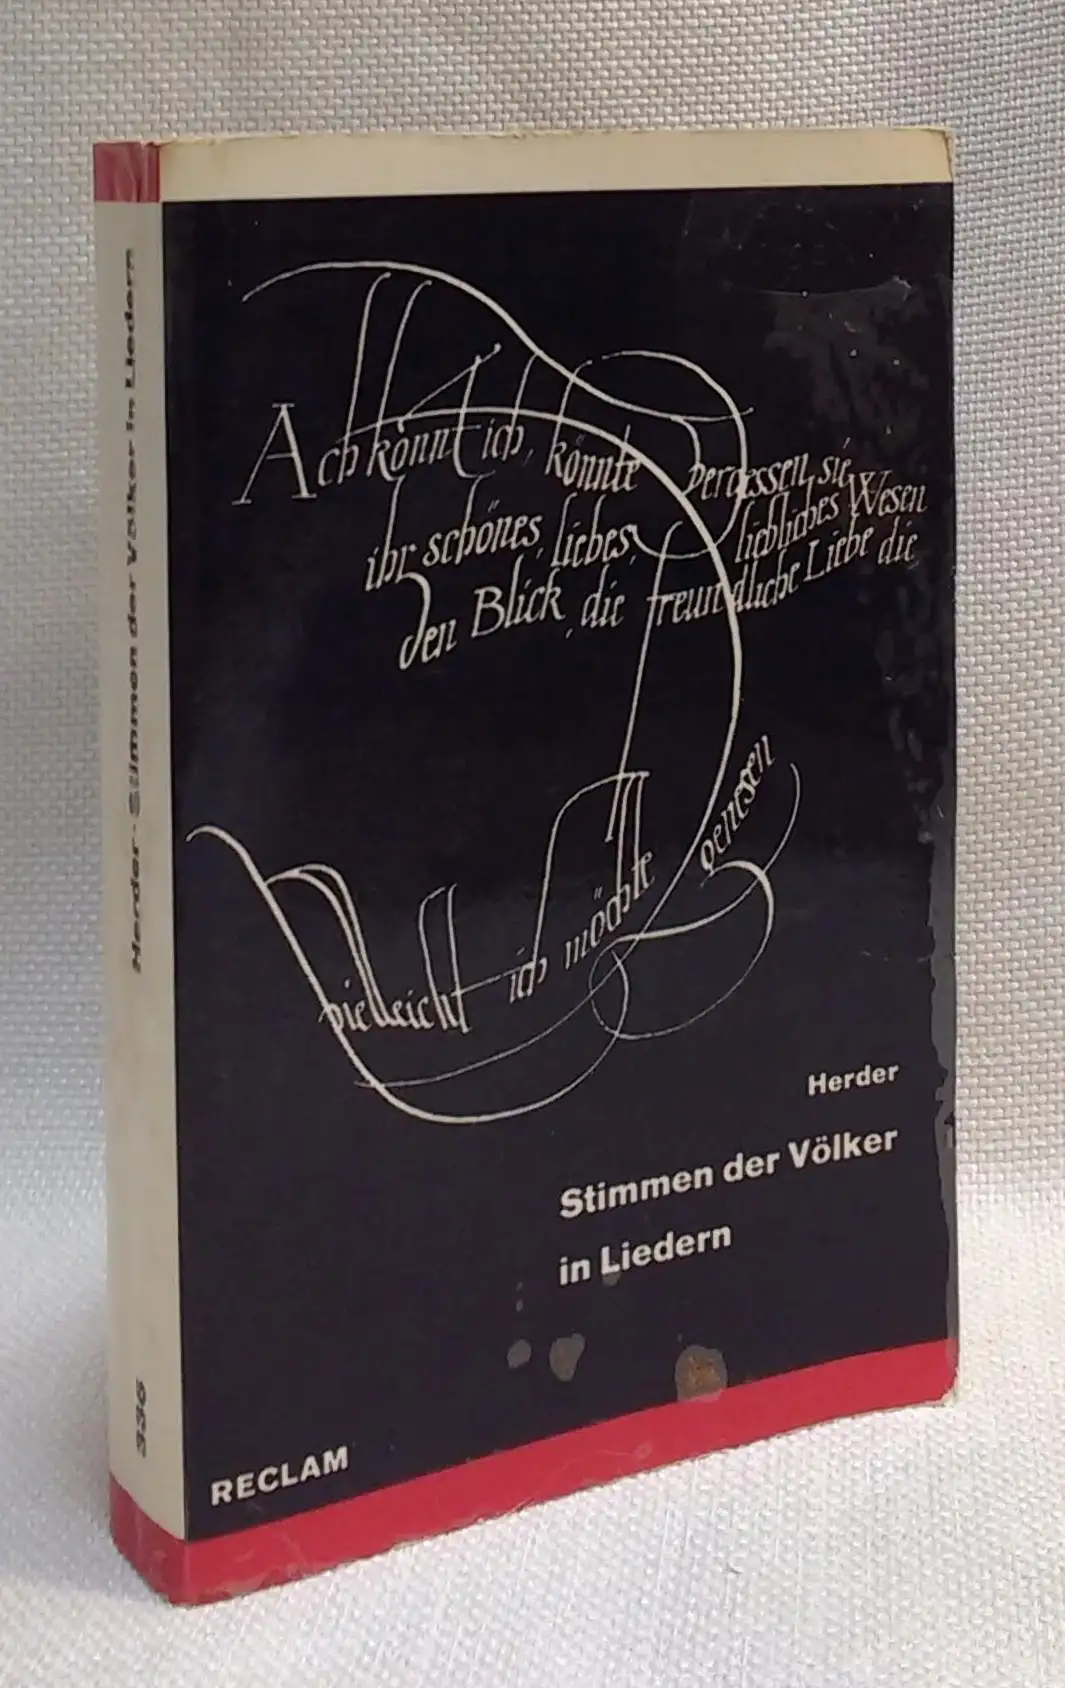 Ach könnt ich, könnte vergessen sie
ihr schönes, liebes, liebliches Wesen
den Blick, die freundliche Liebe die
vielleicht ich möchte genesen
Herder
Stimmen der Völker
in Liedern
RECLAM
Herder · Stimmen der Völker in Liedern
336